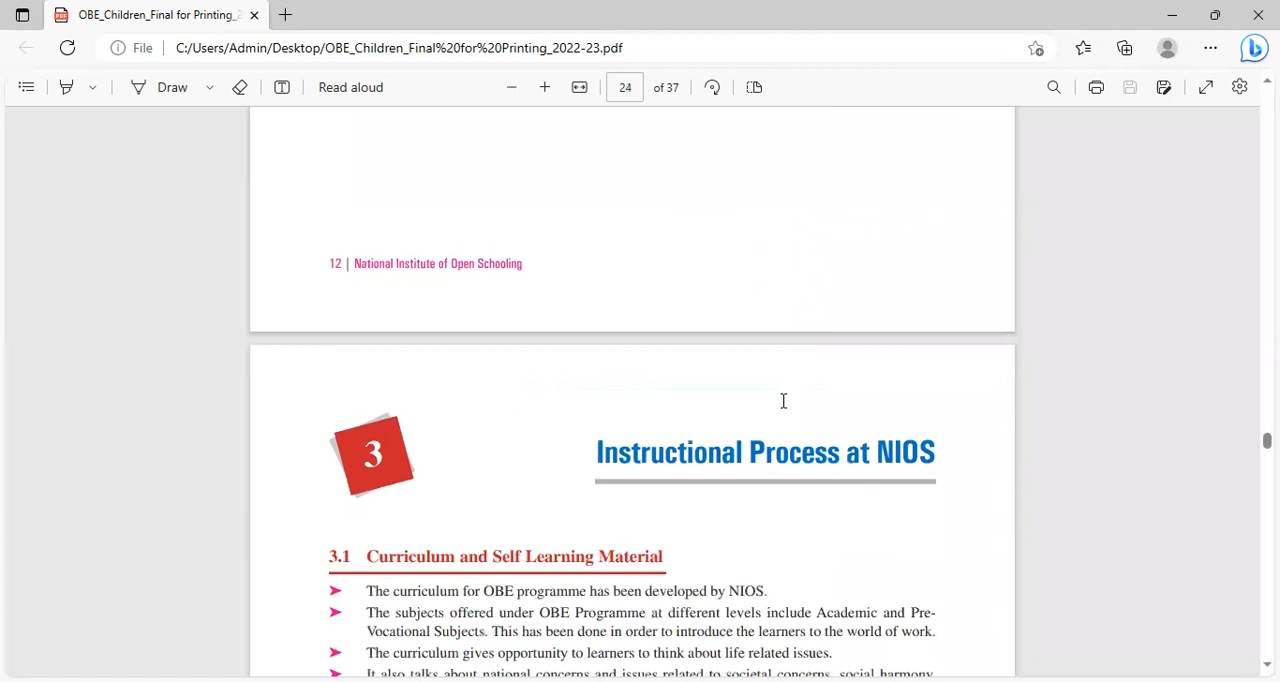 OBE_Children_Final for Printing_2
File
C:/Users/Admin/Desktop/OBE_Children_Final%20for%20Printing_2022-23.pdf
Draw
Read aloud
24 of 37
12 | National Institute of Open Schooling
3
Instructional Process at NIOS
3.1 Curriculum and Self Learning Material
The curriculum for OBE programme has been developed by NIOS.
The subjects offered under OBE Programme at different levels include Academic and Pre-
Vocational Subjects. This has been done in order to introduce the learners to the world of work.
The curriculum gives opportunity to learners to think about life related issues.
It also talks about national concerns and issues related to societal concerns, social harmony,